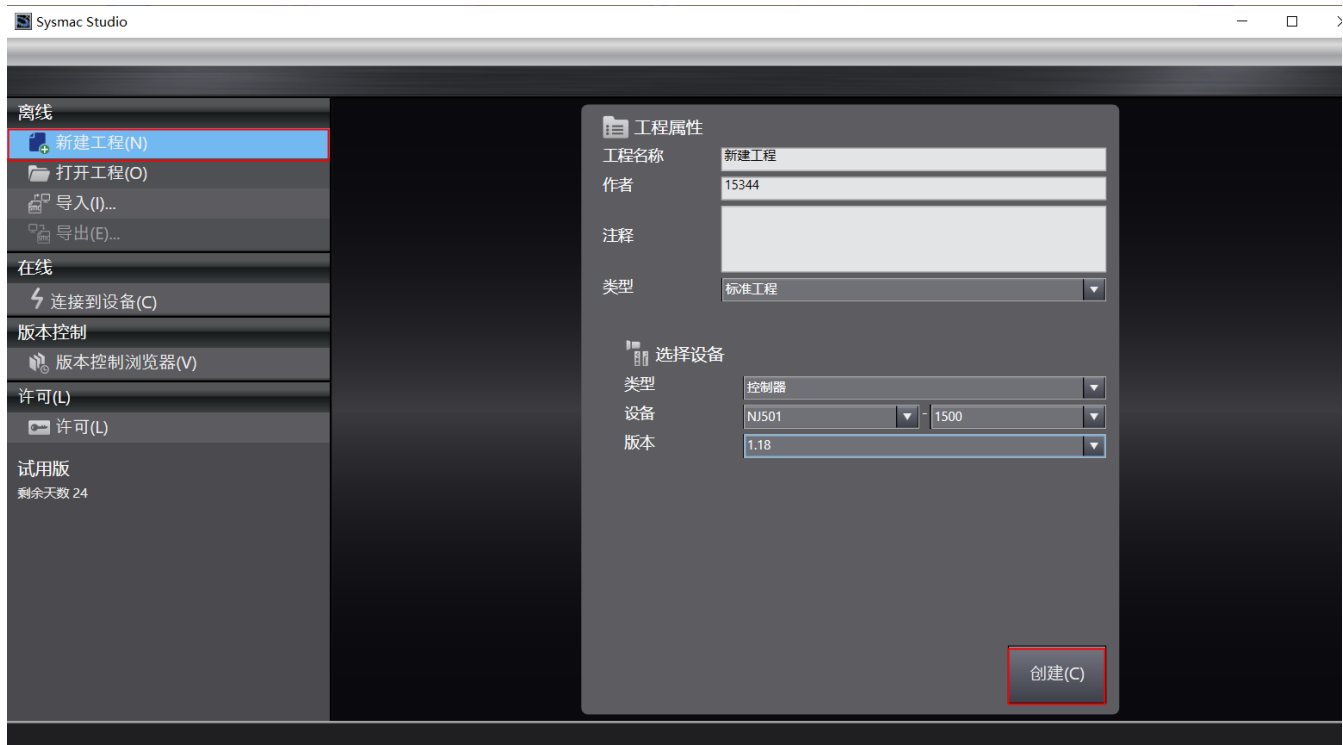 Sysmac Studio
离线
新建工程(N)
打开工程(O)
导入(I)...
导出(E)...
在线
连接到设备(C)
版本控制
版本控制浏览器(V)
许可(L)
许可(L)
试用版
剩余天数 24
工程属性
工程名称 新建工程
作者 15344
注释
类型 标准工程
选择设备
类型 控制器
设备 NJ501 - 1500
版本 1.18
创建(C)